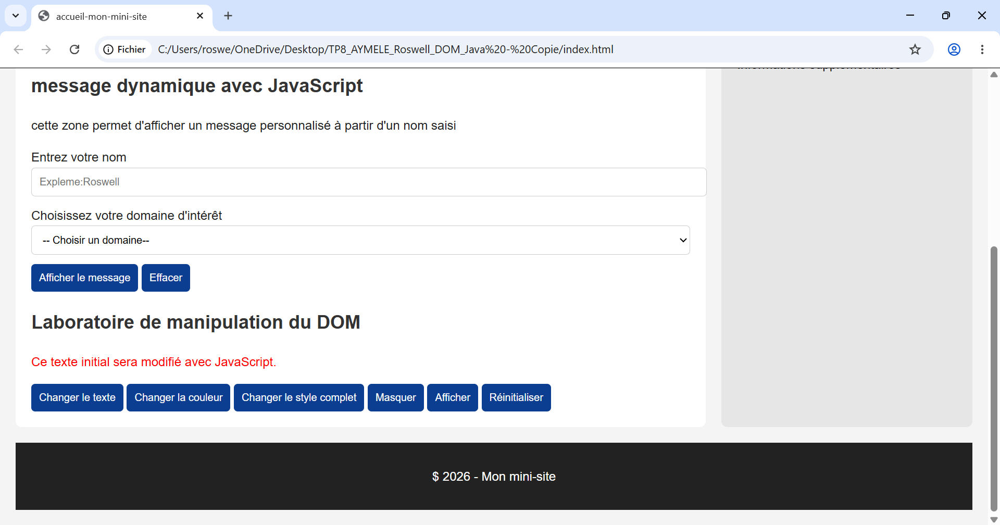 accueil-mon-mini-site
Fichier
C:/Users/roswe/OneDrive/Desktop/TP8_AYMELE_Roswell_DOM_Java%20-%20Copie/index.html
message dynamique avec JavaScript
cette zone permet d'afficher un message personnalisé à partir d'un nom saisi
Entrez votre nom
Expleme:Roswell
Choisissez votre domaine d'intérêt
-- Choisir un domaine--
Afficher le message Effacer
Laboratoire de manipulation du DOM
Ce texte initial sera modifié avec JavaScript.
Changer le texte Changer la couleur Changer le style complet Masquer Afficher Réinitialiser
$ 2026 - Mon mini-site